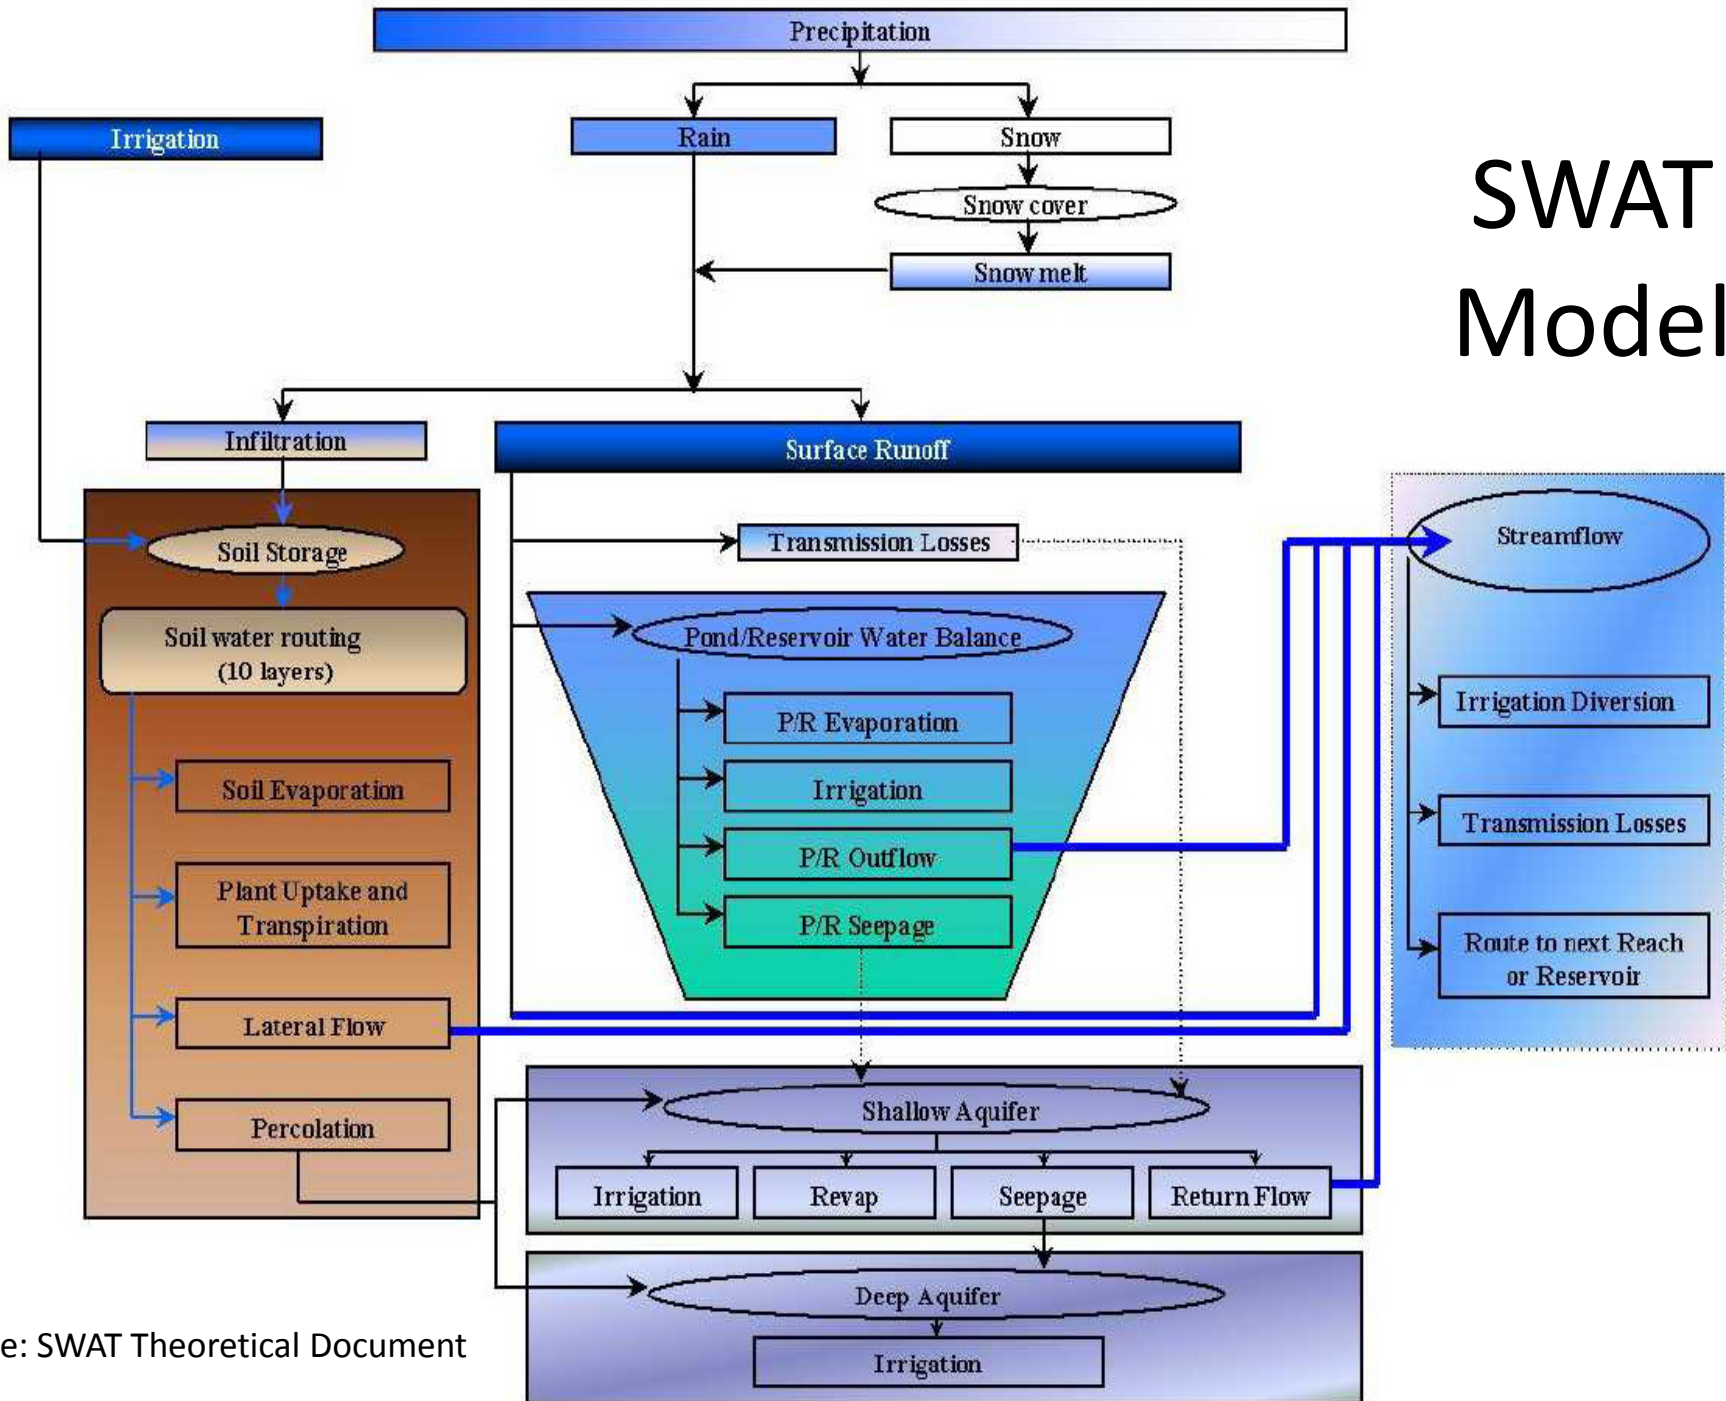 Precipitation
Irrigation
Rain
Snow
Snow cover
Snow melt
SWAT
Model
Infiltration
Surface Runoff
Soil Storage
Transmission Losses
Streamflow
Soil water routing
(10 layers)
Pond/Reservoir Water Balance
P/R Evaporation
Irrigation
P/R Outflow
P/R Seepage
Irrigation Diversion
Transmission Losses
Route to next Reach
or Reservoir
Soil Evaporation
Plant Uptake and
Transpiration
Lateral Flow
Percolation
Shallow Aquifer
Irrigation
Revap
Seepage
Return Flow
Deep Aquifer
Irrigation
e: SWAT Theoretical Document